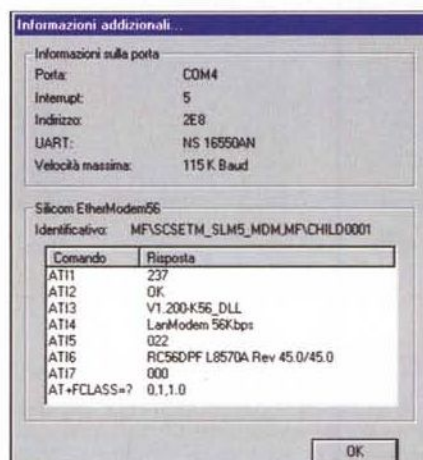 Informazioni addizionali...
Informazioni sulla porta
Porta: COM4
Interrupt: 5
Indirizzo: 2E8
UART: NS 16550AN
Velocità massima: 115 K Baud
Silicom EtherModem56
Identificativo: MF\SCSETM_SLM5_MDM,MF\CHILD0001
Comando Risposta
ATI1 237
ATI2 OK
ATI3 V1.200-K56_DLL
ATI4 LanModem 56Kbps
ATI5 022
ATI6 RC56DPF L8570A Rev 45.0/45.0
ATI7 000
AT+FCLASS=? 0,1,1.0
OK